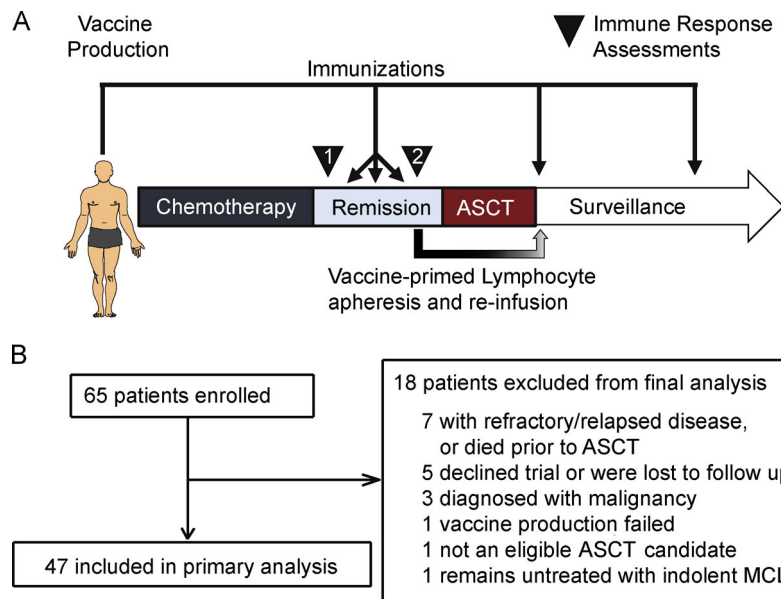 A
Vaccine
Production
Immune Response
Assessments
Immunizations
1
2
Chemotherapy
Remission
ASCT
Surveillance
Vaccine-primed Lymphocyte
apheresis and re-infusion
B
65 patients enrolled
47 included in primary analysis
18 patients excluded from final analysis
7 with refractory/relapsed disease,
or died prior to ASCT
5 declined trial or were lost to follow up
3 diagnosed with malignancy
1 vaccine production failed
1 not an eligible ASCT candidate
1 remains untreated with indolent MCL